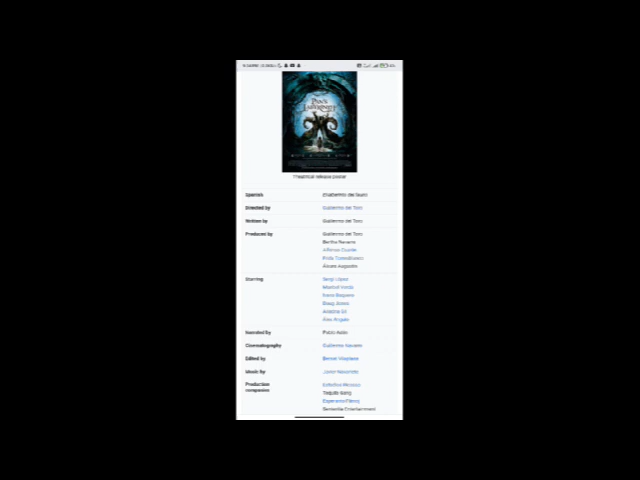 PAN'S
LABYRINTH
Theatrical release poster
Spanish
Directed by Guillermo del Toro
Written by Guillermo del Toro
Produced by Guillermo del Toro
Bertha Navarro
Alfonso Cuarón
Frida Torresblanco
Álvaro Augustin
Starring Sergi López
Maribel Verdú
Ivana Baquero
Doug Jones
Ariadna Gil
Álex Angulo
Narrated by Pablo Adán
Cinematography Guillermo Navarro
Edited by Bernat Vilaplana
Music by Javier Navarrete
Production
companies
Estudios Picasso
Tequila Gang
Esperanto Filmoj
Sententia Entertainment